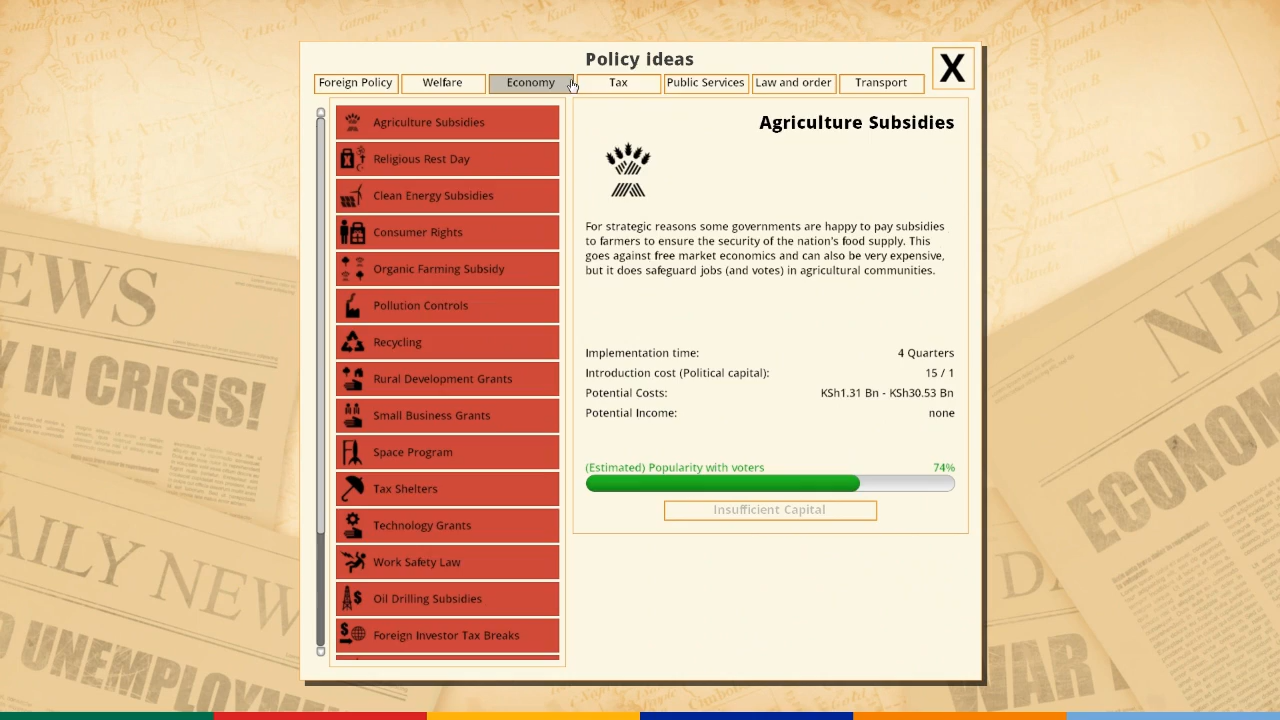 Policy ideas
X
Foreign Policy
Welfare
Economy
Tax
Public Services
Law and order
Transport
Agriculture Subsidies
Religious Rest Day
Clean Energy Subsidies
Consumer Rights
Organic Farming Subsidy
Pollution Controls
Recycling
Rural Development Grants
Small Business Grants
Space Program
Tax Shelters
Technology Grants
Work Safety Law
Oil Drilling Subsidies
Foreign Investor Tax Breaks
Agriculture Subsidies
For strategic reasons some governments are happy to pay subsidies
to farmers to ensure the security of the nation's food supply. This
goes against free market economics and can also be very expensive,
but it does safeguard jobs (and votes) in agricultural communities.
Implementation time: 4 Quarters
Introduction cost (Political capital): 15 / 1
Potential Costs: KSh1.31 Bn - KSh30.53 Bn
Potential Income: none
(Estimated) Popularity with voters 74%
Insufficient Capital
EWS
Y IN CRISIS!
AILY NEW
UNEMPLOYM
NE
ECONOM
WAR